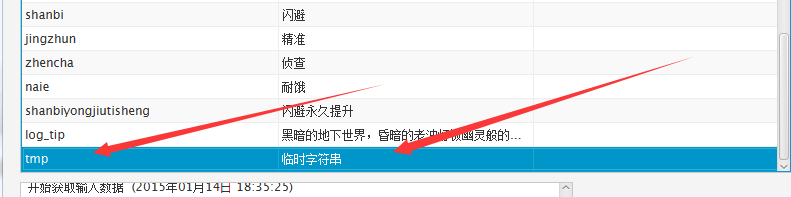 shanbi 闪避
jingzhun 精准
zhencha 侦查
naie 耐饿
shanbiyongjiutisheng 闪避永久提升
log_tip 黑暗的地下世界，昏暗的老油灯像幽灵般的...
tmp 临时字符串
开始获取输入数据 (2015年01月14日 18:35:25)